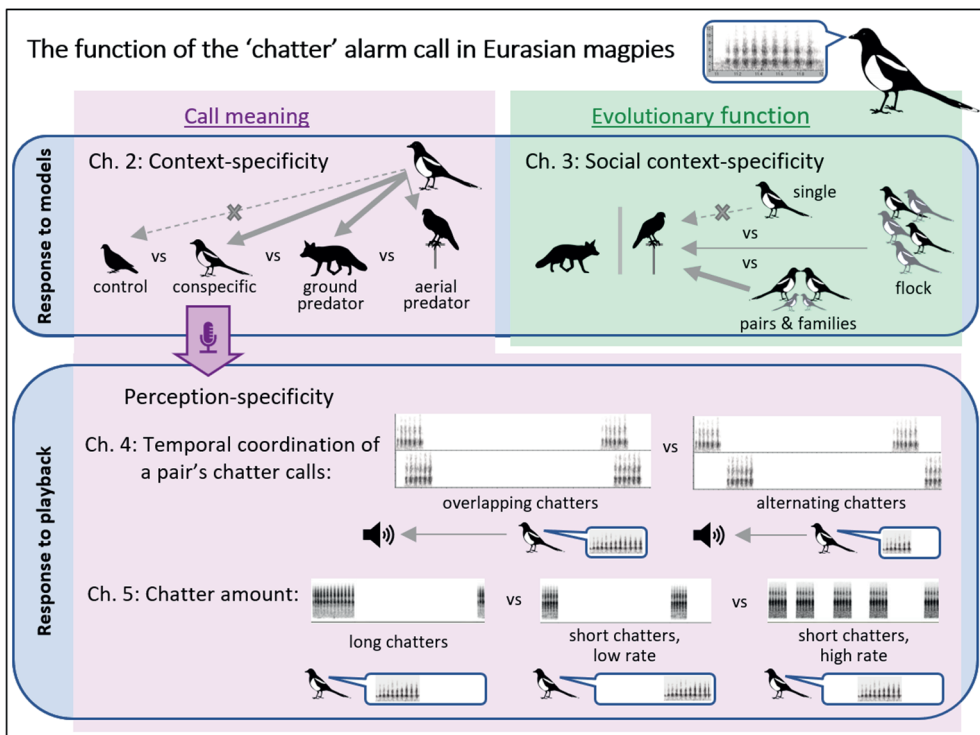 The function of the ‘chatter’ alarm call in Eurasian magpies
Call meaning
Evolutionary function
Response to models
Ch. 2: Context-specificity
control
vs
conspecific
vs
ground
predator
vs
aerial
predator
Ch. 3: Social context-specificity
single
vs
vs
flock
pairs & families
Response to playback
Perception-specificity
Ch. 4: Temporal coordination of
a pair’s chatter calls:
overlapping chatters
vs
alternating chatters
Ch. 5: Chatter amount:
long chatters
vs
short chatters,
low rate
vs
short chatters,
high rate